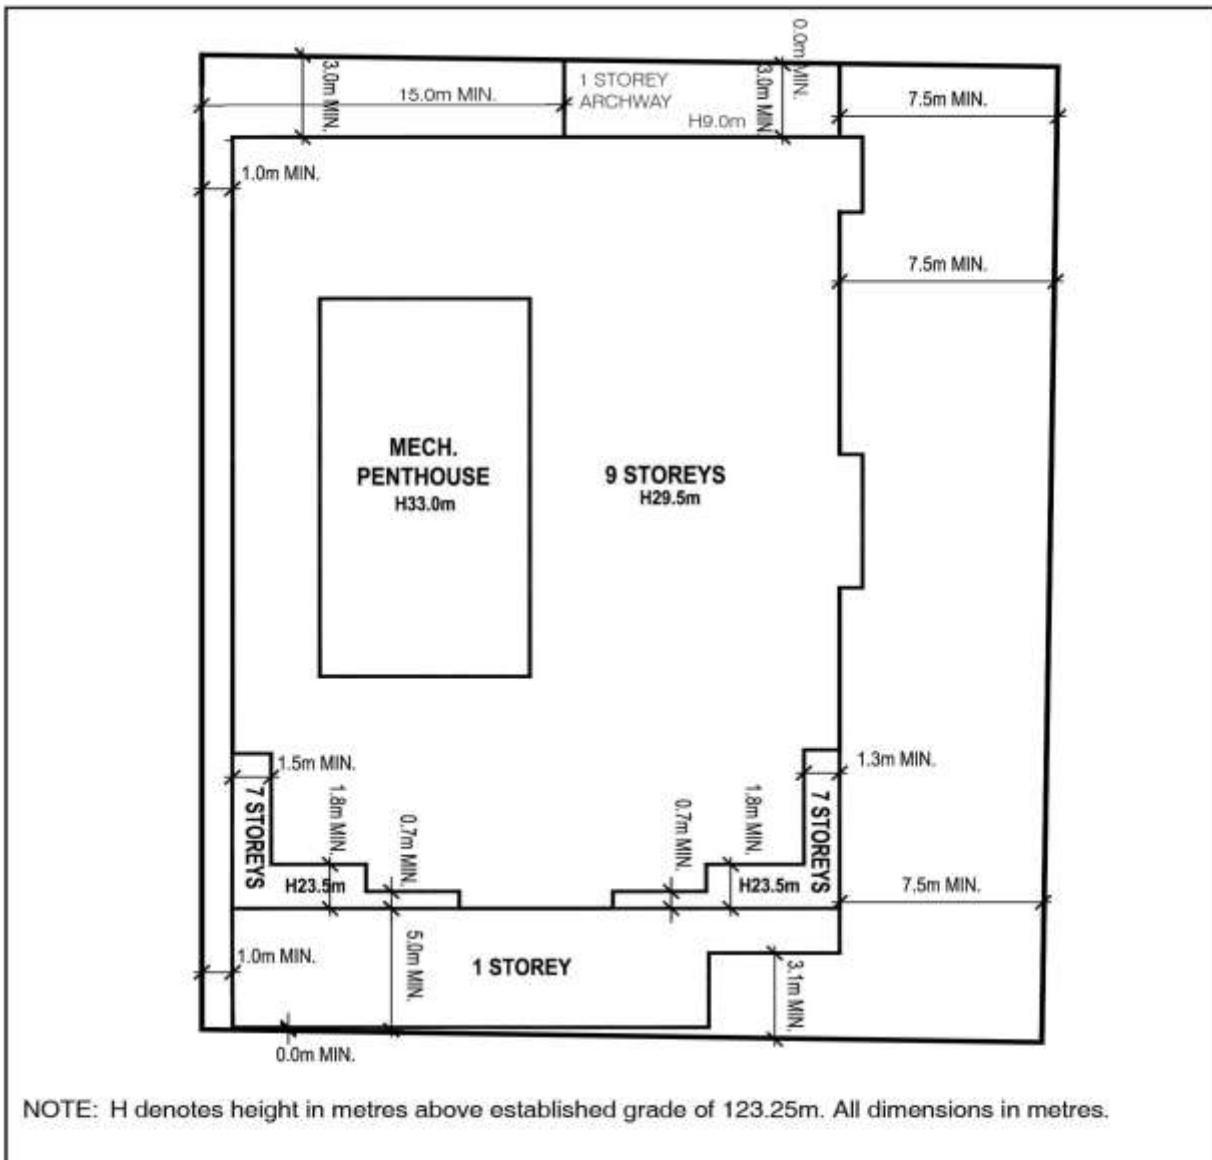 0.0m MIN.
3.0m MIN.
15.0m MIN.
1 STOREY
ARCHWAY
H9.0m
3.0m MIN.
7.5m MIN.
1.0m MIN.
7.5m MIN.
MECH.
PENTHOUSE
H33.0m
9 STOREYS
H29.5m
1.5m MIN.
1.3m MIN.
7 STOREYS
1.8m MIN.
0.7m MIN.
0.7m MIN.
1.8m MIN.
7 STOREYS
H23.5m
H23.5m
7.5m MIN.
1.0m MIN.
5.0m MIN.
1 STOREY
3.1m MIN.
0.0m MIN.
NOTE: H denotes height in metres above established grade of 123.25m. All dimensions in metres.